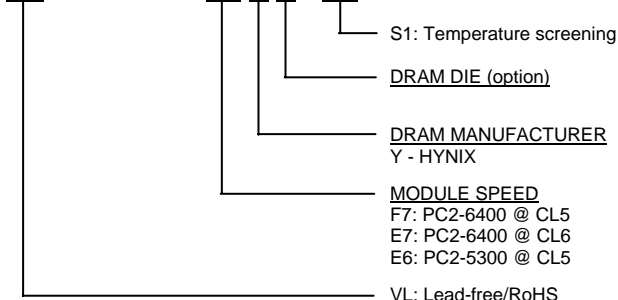 S1: Temperature screening
DRAM DIE (option)
DRAM MANUFACTURER
Y - HYNIX
MODULE SPEED
F7: PC2-6400 @ CL5
E7: PC2-6400 @ CL6
E6: PC2-5300 @ CL5
VL: Lead-free/RoHS